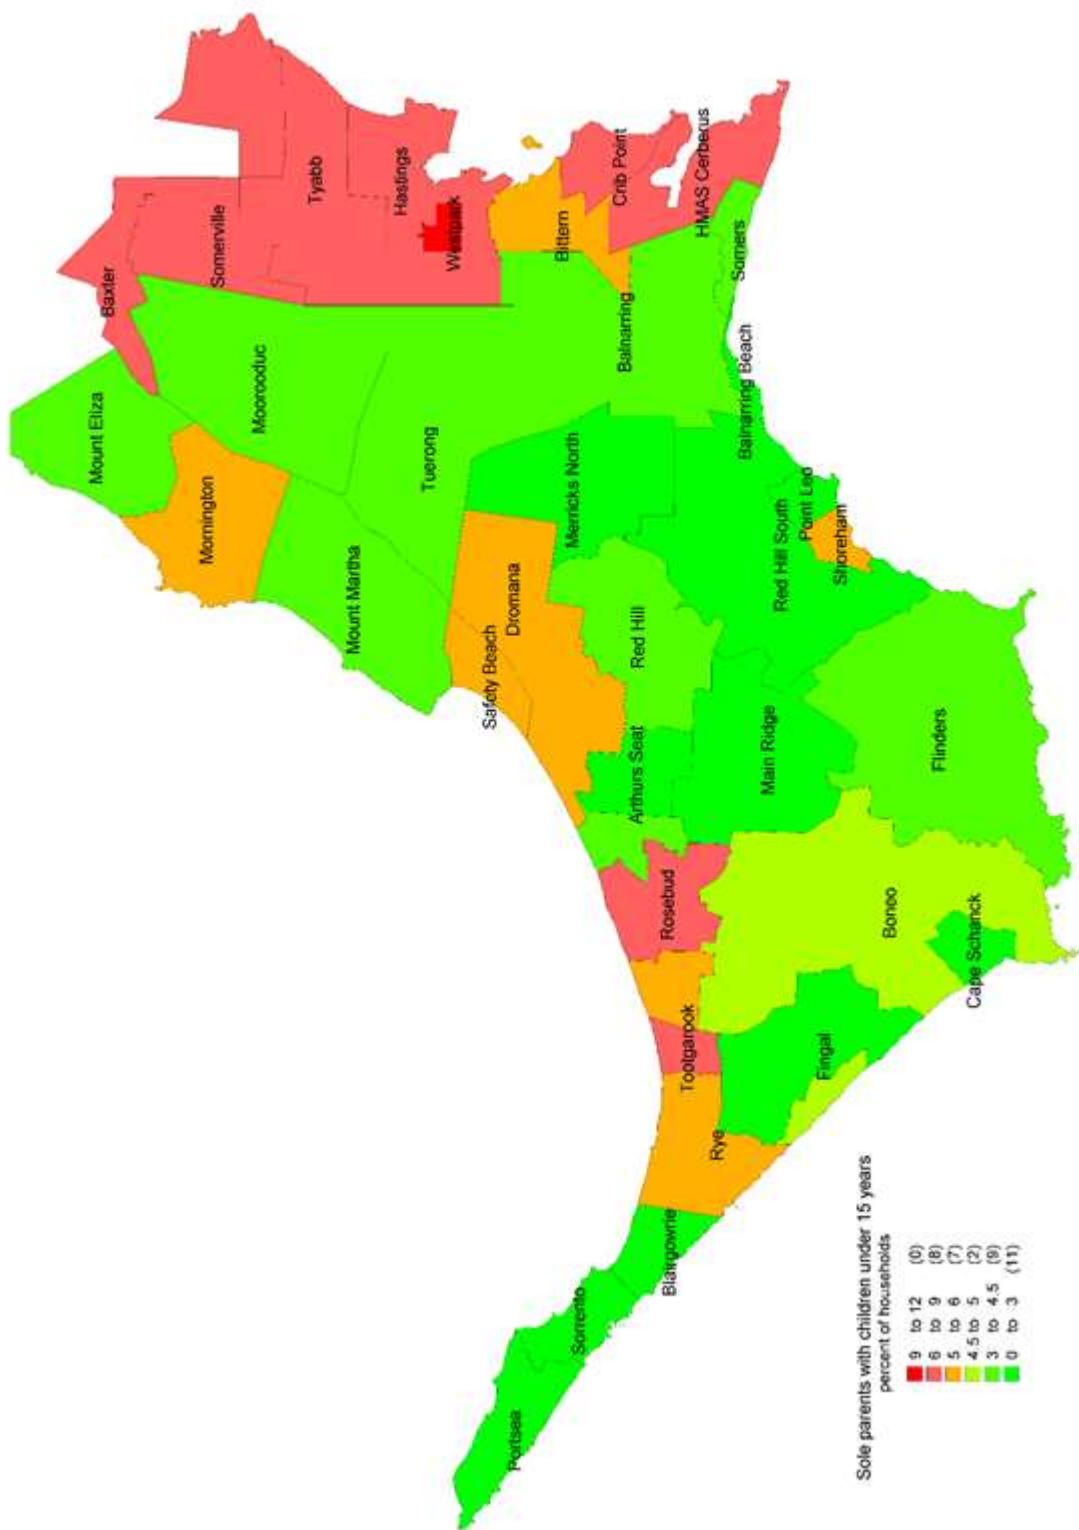 Mount Eliza
Baxter
Somerville
Mornington
Moorooduc
Tyabb
Hastings
Mount Martha
Tuerong
Westpark
Safety Beach
Dromana
Merricks North
Bittern
Crib Point
Balnarring
HMAS Cerberus
Somers
Balnarring Beach
Red Hill
Arthurs Seat
Red Hill South
Point Leo
Shoreham
Main Ridge
Flinders
Rosebud
Boneo
Cape Schanck
Tootgarook
Fingal
Rye
Blairgowrie
Sorrento
Portsea
Sole parents with children under 15 years
percent of households
9 to 12 (0)
6 to 9 (8)
5 to 6 (7)
4.5 to 5 (2)
3 to 4.5 (9)
0 to 3 (11)